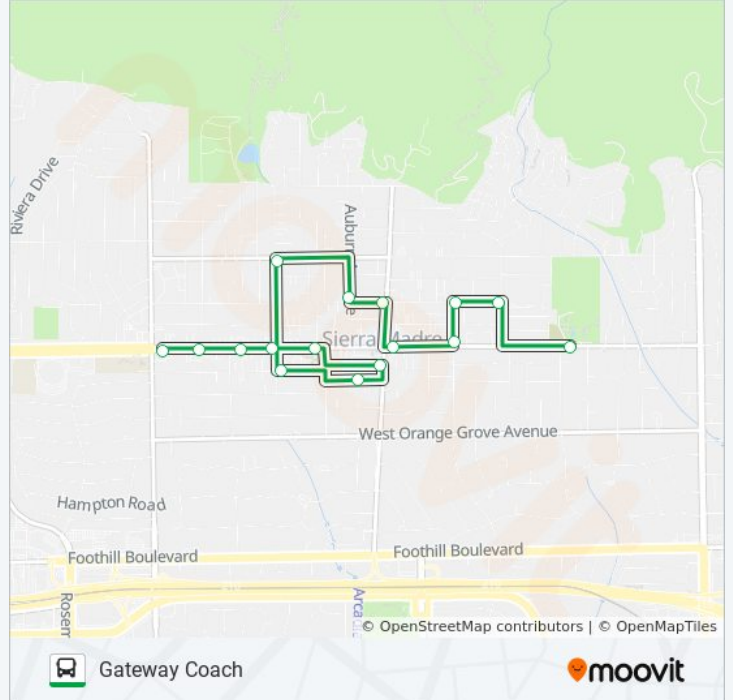 Riviera Drive
Auburn
Sierra Madre
West Orange Grove Avenue
Hampton Road
Foothill Boulevard
Foothill Boulevard
Rosem
Arcadia
© OpenStreetMap contributors | © OpenMapTiles
Gateway Coach
moovit